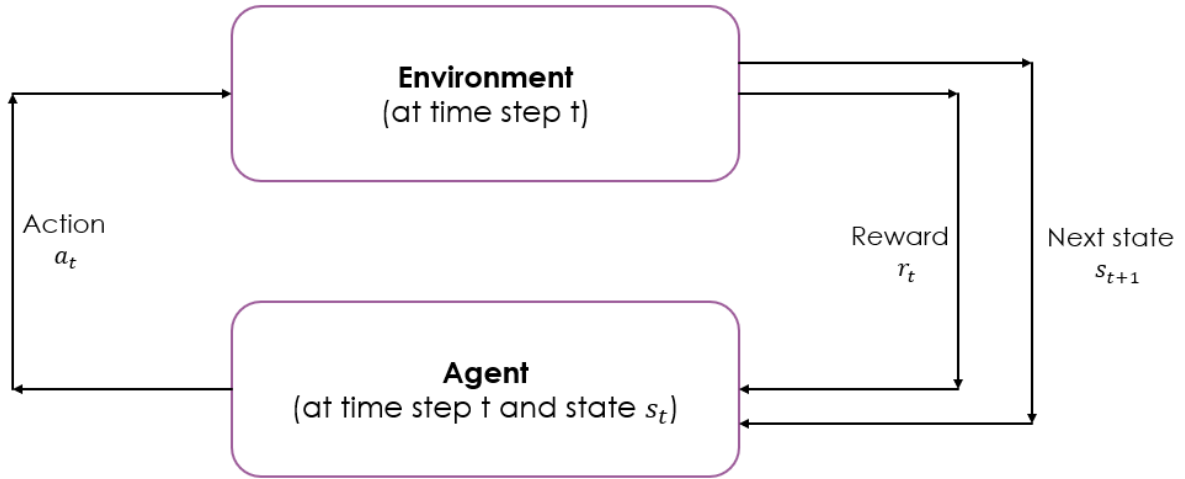 Environment
(at time step t)
Action
a_t
Reward
r_t
Next state
s_{t+1}
Agent
(at time step t and state s_t)